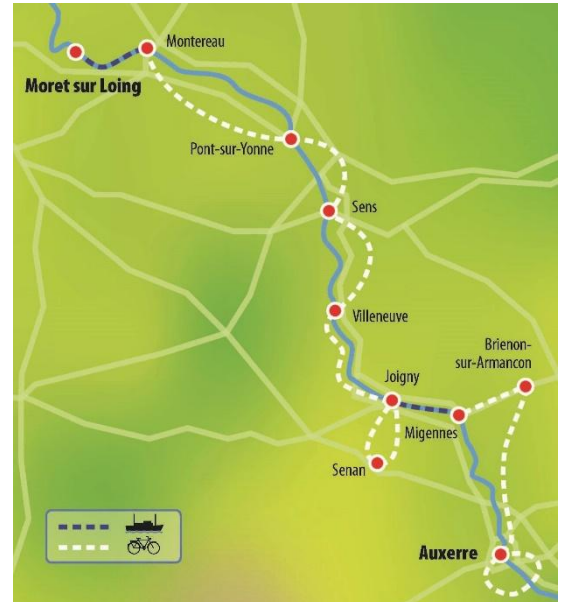 Montereau
Moret sur Loing
Pont-sur-Yonne
Sens
Villeneuve
Brienon-
sur-Armancon
Joigny
Migennes
Senan
Auxerre